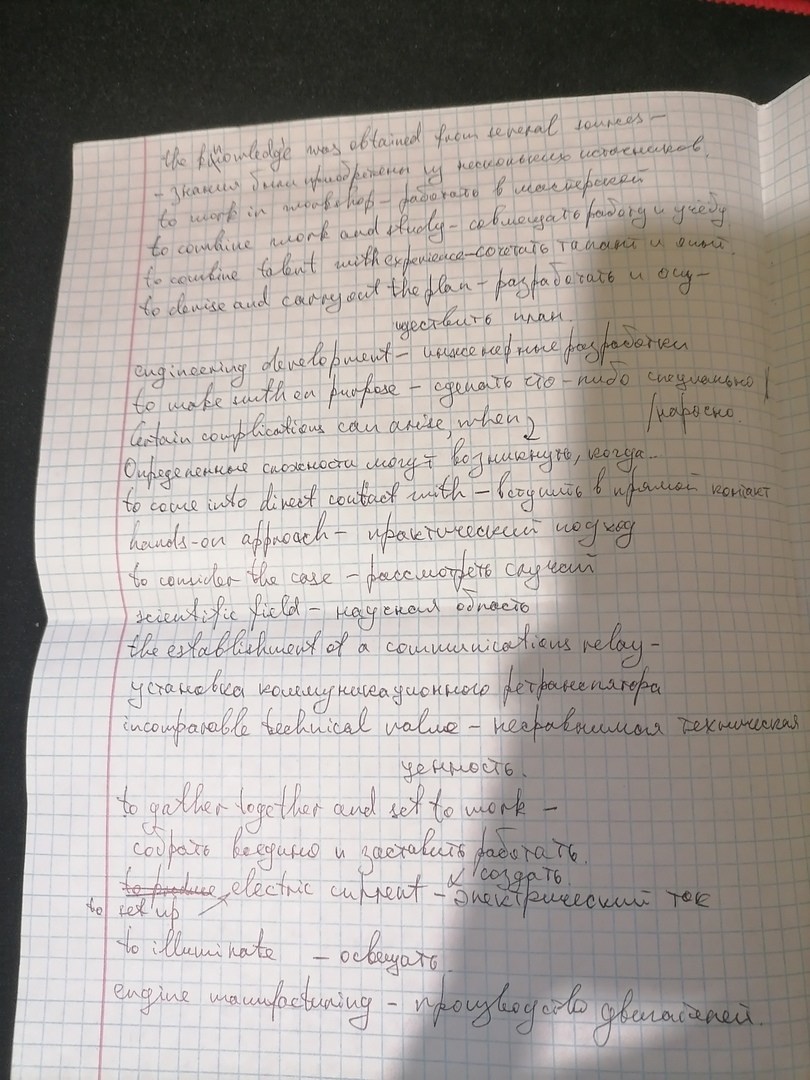 the knowledge was obtained from several sources –
– знания были приобретены из нескольких источников.
to work in workshop – работать в мастерской
to combine work and study – совмещать работу и учёбу
to combine talent with experience – сочетать талант и опыт.
to devise and carry out the plan – разработать и осу-
ществить план.
engineering development – инженерные разработки
to make smth on purpose – сделать что-либо специально /
/нарочно.
Certain complications can arise, when
Определенные сложности могут возникнуть, когда..
to come into direct contact with – вступить в прямой контакт
hands-on approach – практический подход
to consider the case – рассмотреть случай
scientific field – научная область
the establishment of a communications relay –
установка коммуникационного ретранслятора
incomparable technical value – несравнимая техническая
ценность.
to gather together and set to work –
собрать воедино и заставить работать.
создать
to produce electric current – электрический ток
to set up
to illuminate – освещать.
engine manufacturing – производство двигателей.